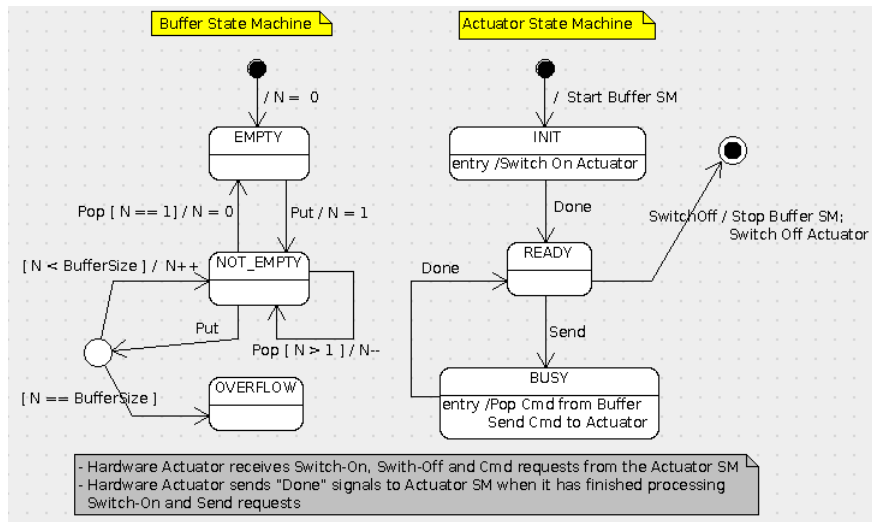 Buffer State Machine
Actuator State Machine
/ N = 0
/ Start Buffer SM
EMPTY
INIT
entry /Switch On Actuator
Pop [ N == 1] / N = 0
Put / N = 1
Done
SwitchOff / Stop Buffer SM;
Switch Off Actuator
[ N < BufferSize ] / N++
NOT_EMPTY
Done
READY
Put
Send
Pop [ N > 1 ] / N--
OVERFLOW
BUSY
[ N == BufferSize ]
entry /Pop Cmd from Buffer
Send Cmd to Actuator
- Hardware Actuator receives Switch-On, Swith-Off and Cmd requests from the Actuator SM
- Hardware Actuator sends "Done" signals to Actuator SM when it has finished processing
Switch-On and Send requests